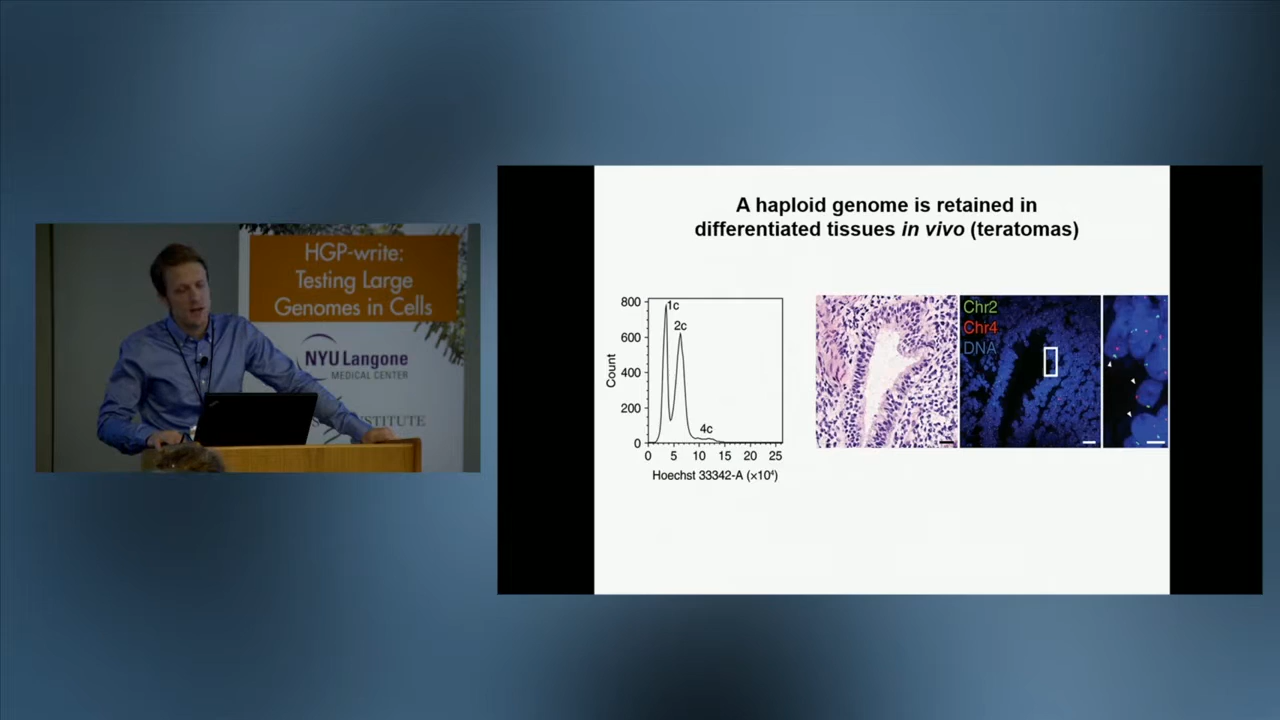 HGP-write:
Testing Large
Genomes in Cells
NYU Langone
MEDICAL CENTER
INSTITUTE
A haploid genome is retained in
differentiated tissues in vivo (teratomas)
800
600
400
200
0
Count
1c
2c
4c
0 5 10 15 20 25
Hoechst 33342-A (×10⁴)
Chr2
Chr4
DNA